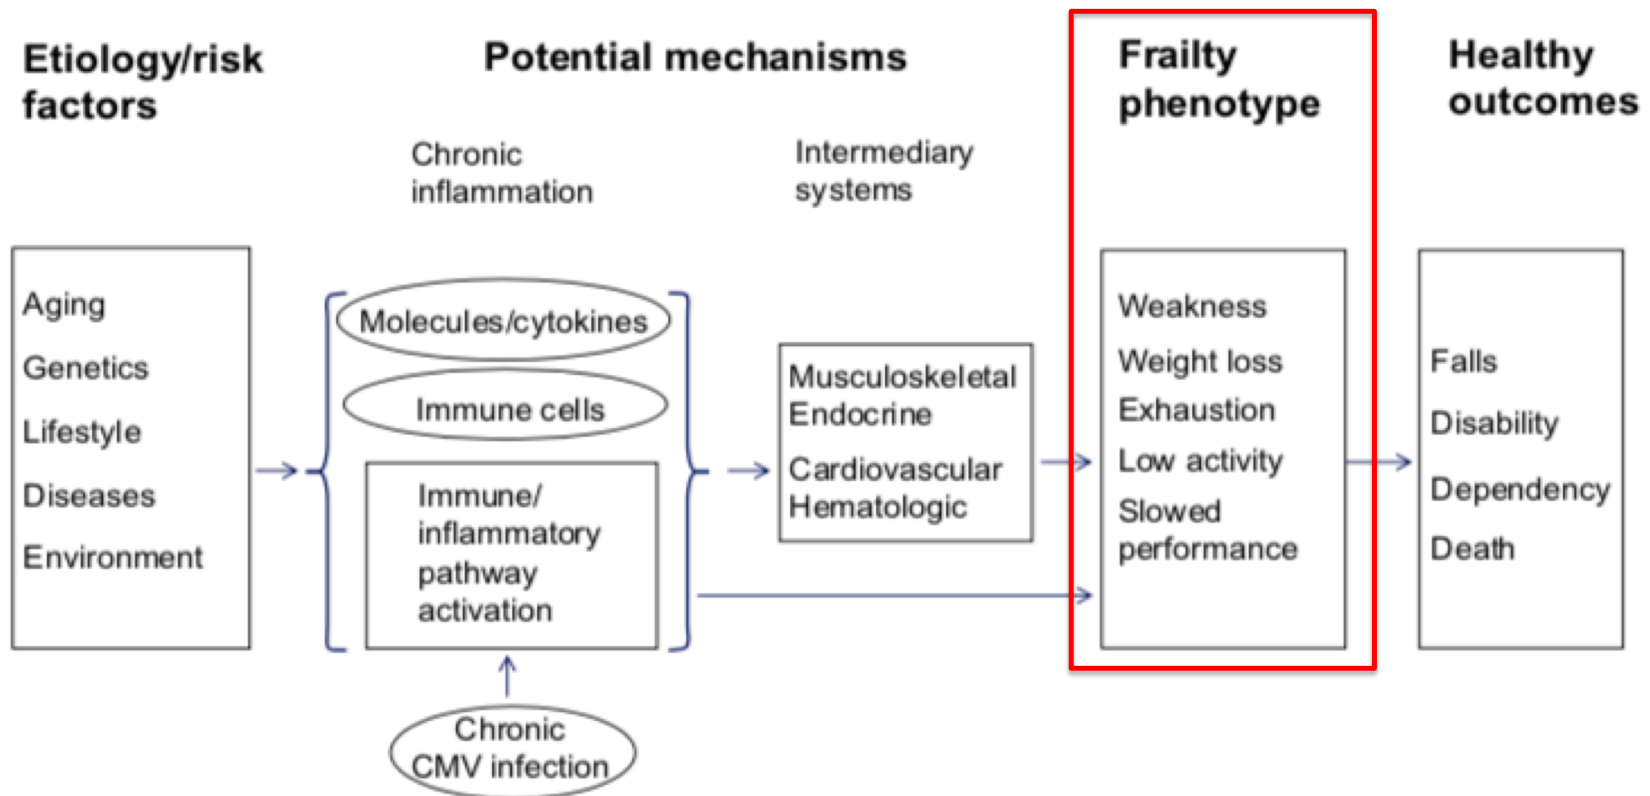 Etiology/risk
factors
Potential mechanisms
Frailty
phenotype
Healthy
outcomes
Chronic
inflammation
Intermediary
systems
Aging
Genetics
Lifestyle
Diseases
Environment
Molecules/cytokines
Immune cells
Immune/
inflammatory
pathway
activation
Chronic
CMV infection
Musculoskeletal
Endocrine
Cardiovascular
Hematologic
Weakness
Weight loss
Exhaustion
Low activity
Slowed
performance
Falls
Disability
Dependency
Death